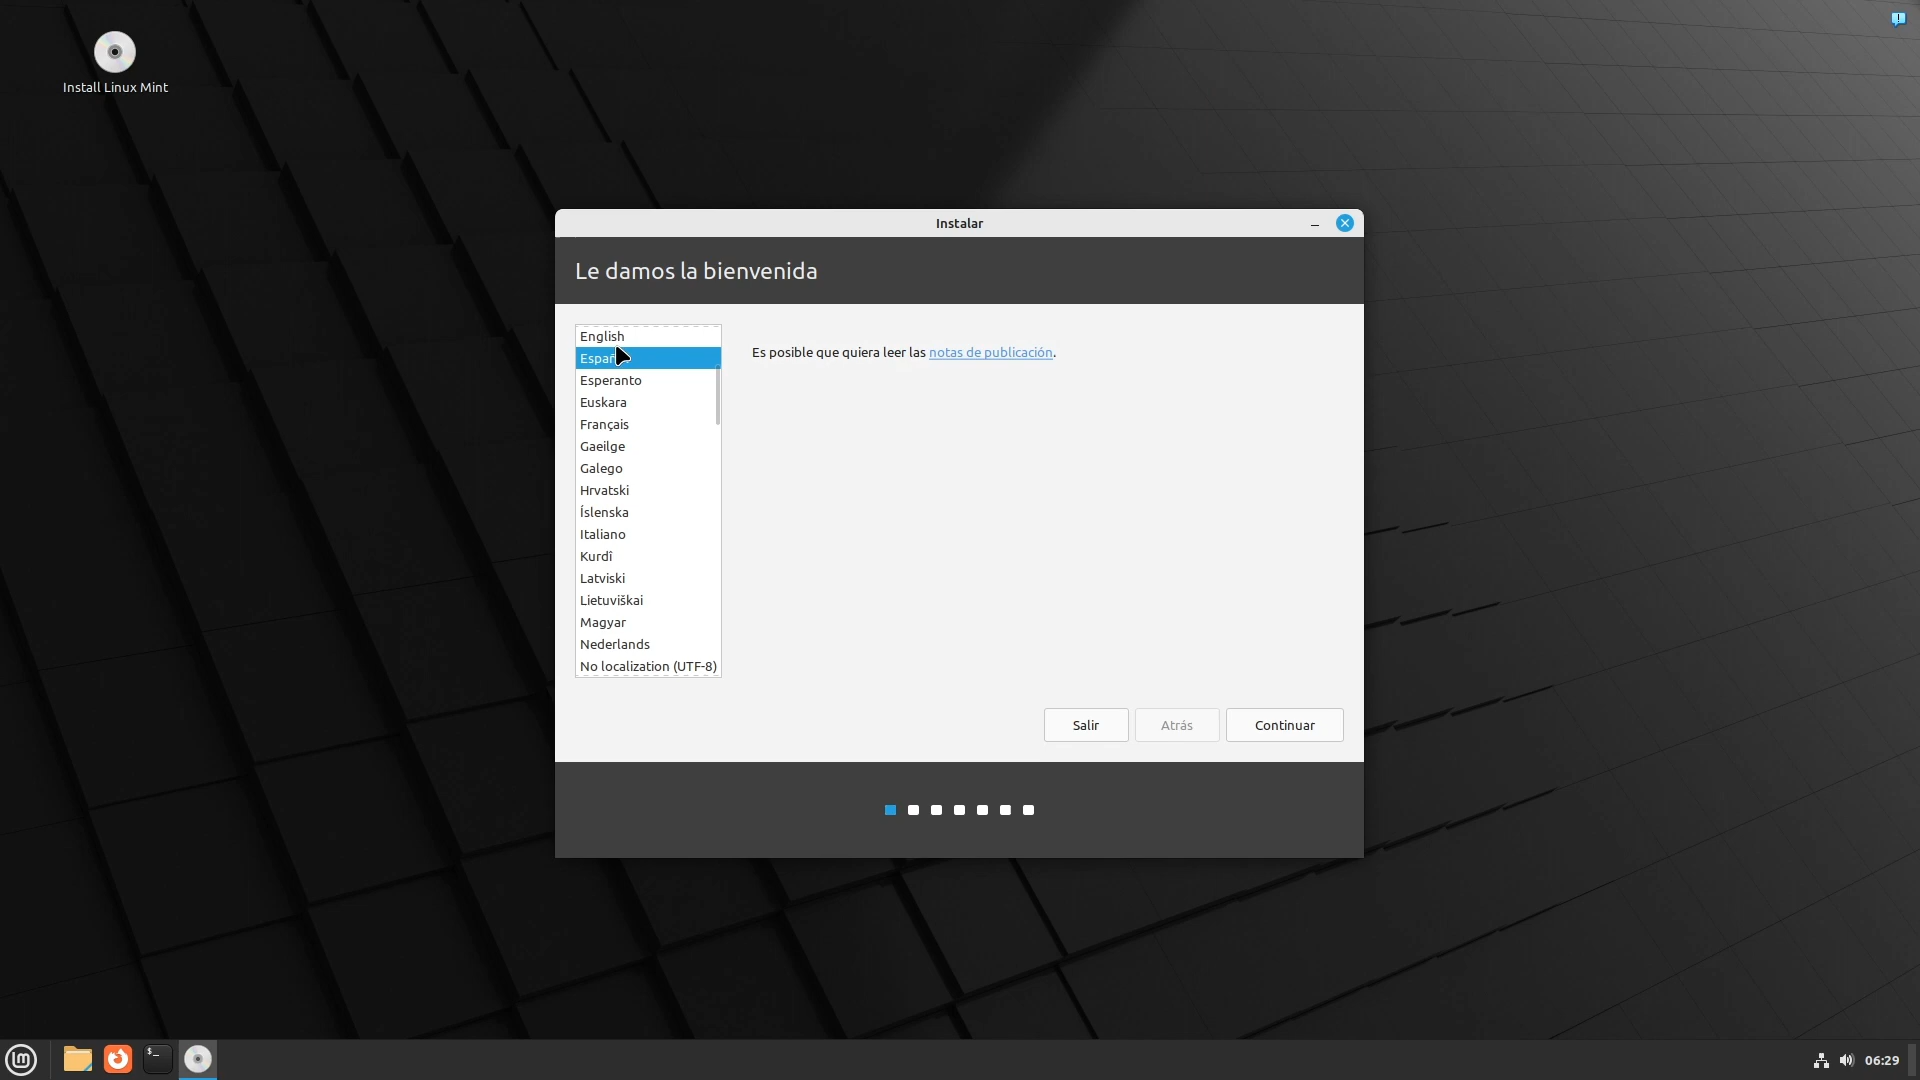 Install Linux Mint
Instalar
Le damos la bienvenida
English
Español
Esperanto
Euskara
Français
Gaeilge
Galego
Hrvatski
Íslenska
Italiano
Kurdî
Latviski
Lietuviškai
Magyar
Nederlands
No localization (UTF-8)
Es posible que quiera leer las notas de publicación.
Salir
Atrás
Continuar
06:29